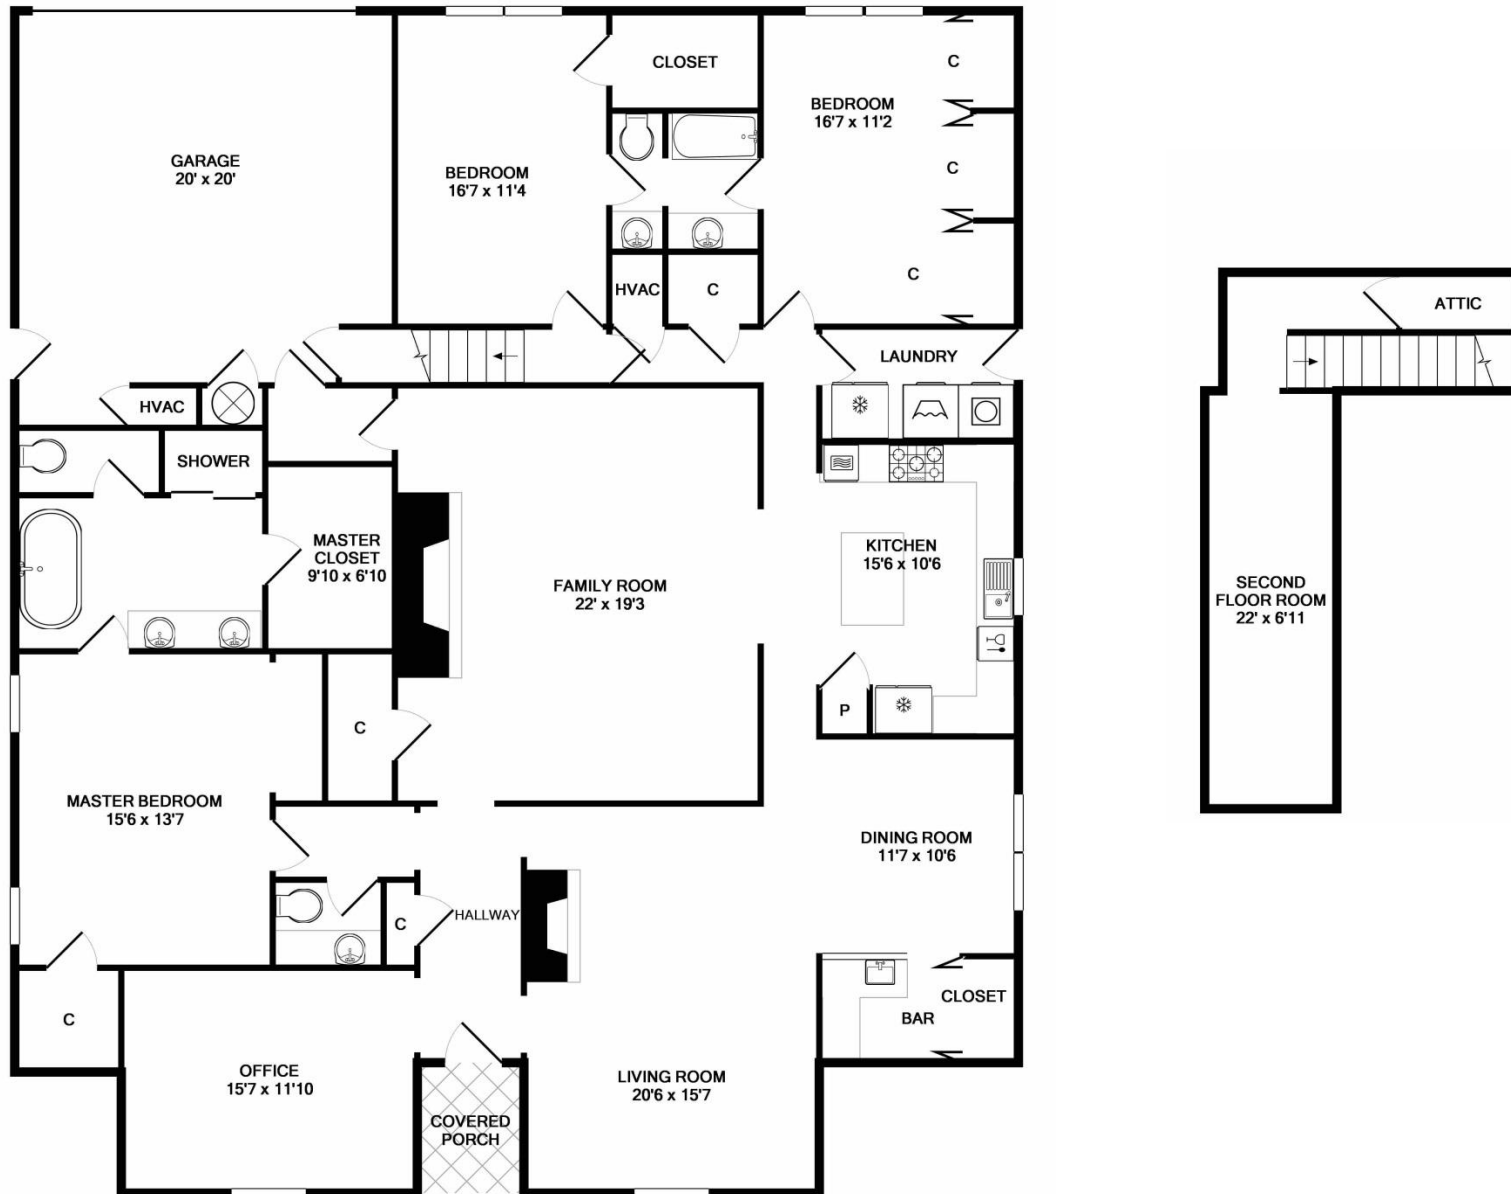 CLOSET
C
BEDROOM
16'7 x 11'2
GARAGE
20' x 20'
BEDROOM
16'7 x 11'4
C
C
HVAC
C
ATTIC
LAUNDRY
HVAC
SHOWER
MASTER
CLOSET
9'10 x 6'10
KITCHEN
15'6 x 10'6
FAMILY ROOM
22' x 19'3
SECOND
FLOOR ROOM
22' x 6'11
P
C
MASTER BEDROOM
15'6 x 13'7
DINING ROOM
11'7 x 10'6
C
HALLWAY
CLOSET
C
BAR
OFFICE
15'7 x 11'10
LIVING ROOM
20'6 x 15'7
COVERED
PORCH